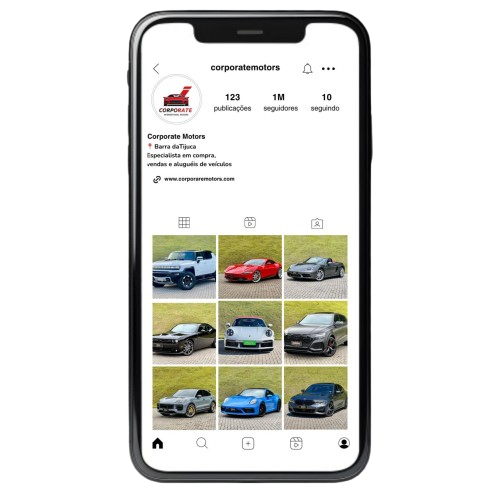 corporatemotors
CORPORATE
123
1M
10
publicações
seguidores
seguindo
Corporate Motors
Barra daTijuca
Especialista em compra,
vendas e aluguéis de veículos
www.corporaremotors.com